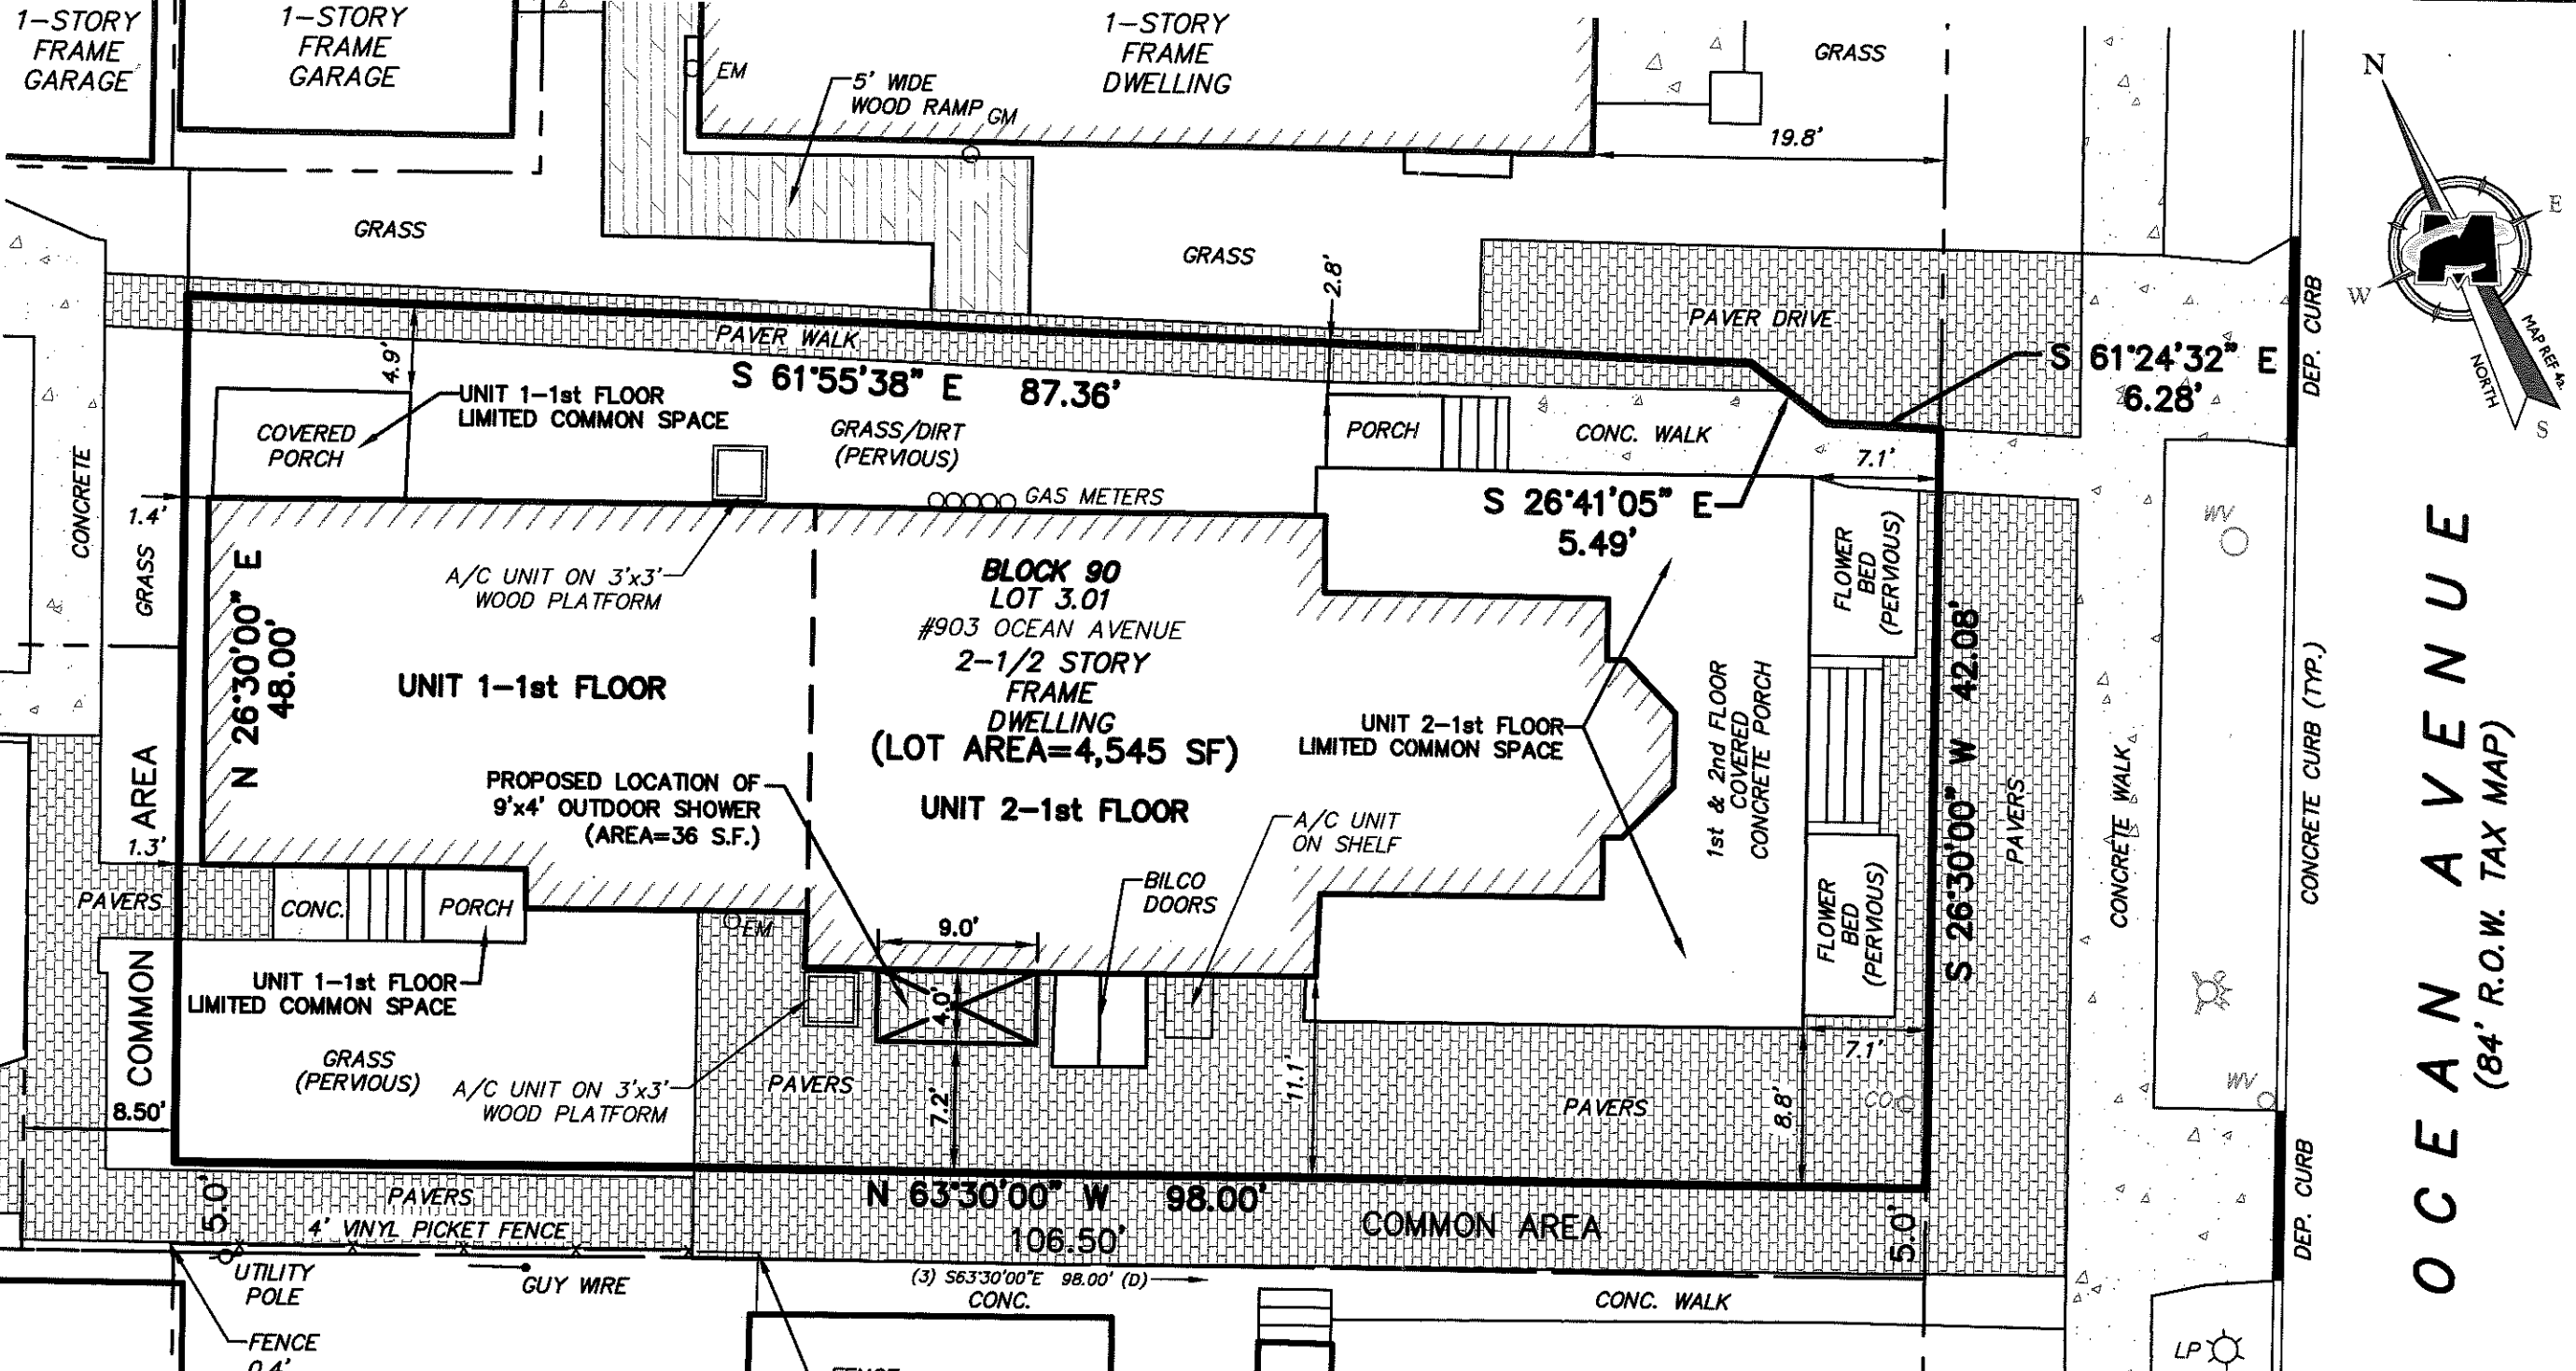 1-STORY
FRAME
GARAGE
1-STORY
FRAME
GARAGE
EM
5' WIDE
WOOD RAMP
GM
1-STORY
FRAME
DWELLING
GRASS
19.8'
N
E
W
S
NORTH
MAP REF 4a.
GRASS
GRASS
2.8'
PAVER DRIVE
DEP. CURB
PAVER WALK
S 61°55'38" E 87.36'
S 61°24'32" E
6.28'
4.9'
UNIT 1-1st FLOOR
LIMITED COMMON SPACE
COVERED
PORCH
GRASS/DIRT
(PERVIOUS)
PORCH
CONC. WALK
7.1'
CONCRETE
GAS METERS
S 26°41'05" E
5.49'
1.4'
GRASS
A/C UNIT ON 3'x3'
WOOD PLATFORM
BLOCK 90
LOT 3.01
#903 OCEAN AVENUE
2-1/2 STORY
FRAME
DWELLING
(LOT AREA=4,545 SF)
FLOWER
BED
(PERVIOUS)
WV
N 26°30'00" E
48.00'
UNIT 1-1st FLOOR
UNIT 2-1st FLOOR
LIMITED COMMON SPACE
1st & 2nd FLOOR
COVERED
CONCRETE PORCH
S 26°30'00" W 42.08'
PAVERS
CONCRETE WALK
CONCRETE CURB (TYP.)
OCEAN AVENUE
(84' R.O.W. TAX MAP)
PROPOSED LOCATION OF
9'x4' OUTDOOR SHOWER
(AREA=36 S.F.)
UNIT 2-1st FLOOR
A/C UNIT
ON SHELF
COMMON AREA
1.3'
PAVERS
CONC.
PORCH
EM
9.0'
BILCO
DOORS
FLOWER
BED
(PERVIOUS)
UNIT 1-1st FLOOR
LIMITED COMMON SPACE
4.0'
GRASS
(PERVIOUS)
A/C UNIT ON 3'x3'
WOOD PLATFORM
PAVERS
7.2'
11.1'
PAVERS
8.8'
7.1'
CO
WV
8.50'
5.0'
PAVERS
4' VINYL PICKET FENCE
N 63°30'00" W 98.00'
106.50'
COMMON AREA
5.0'
DEP. CURB
UTILITY
POLE
GUY WIRE
(3) S63°30'00"E 98.00' (D)
CONC.
CONC. WALK
FENCE
0.4'
FENCE
LP